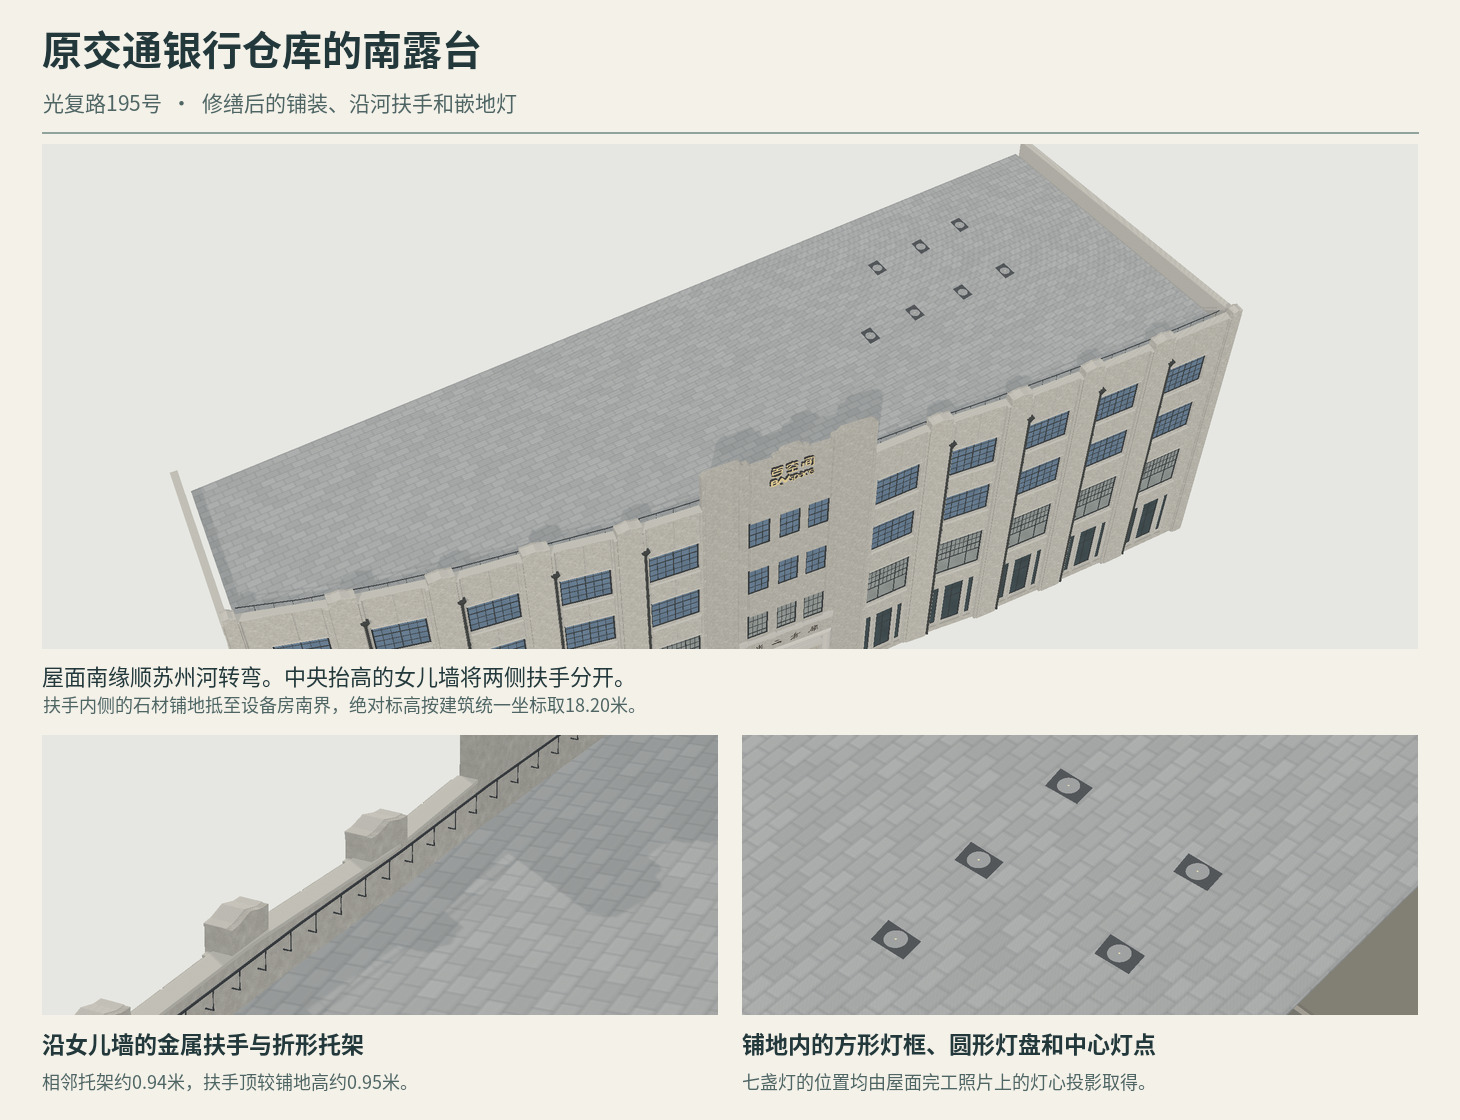 原交通银行仓库的南露台
光复路195号 · 修缮后的铺装、沿河扶手和嵌地灯
屋面南缘顺苏州河转弯。中央抬高的女儿墙将两侧扶手分开。
扶手内侧的石材铺地抵至设备房南界，绝对标高按建筑统一坐标取18.20米。
沿女儿墙的金属扶手与折形托架
相邻托架约0.94米，扶手顶较铺地高约0.95米。
铺地内的方形灯框、圆形灯盘和中心灯点
七盏灯的位置均由屋面完工照片上的灯心投影取得。